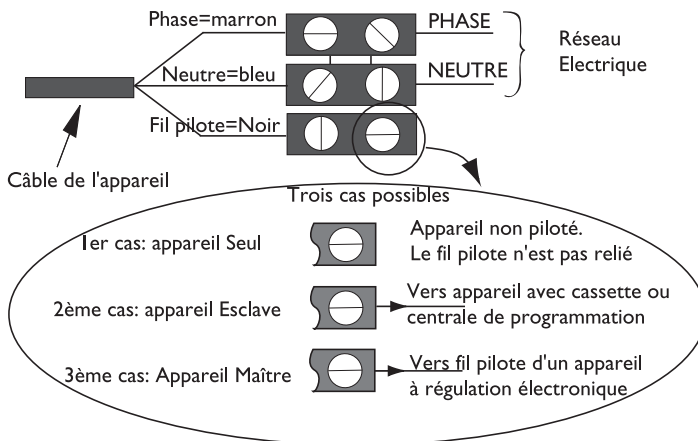 Phase=marron
PHASE
Neutre=bleu
NEUTRE
Réseau
Electrique
Fil pilote=Noir
Câble de l'appareil
Trois cas possibles
1er cas: appareil Seul
Appareil non piloté.
Le fil pilote n'est pas relié
2ème cas: appareil Esclave
Vers appareil avec cassette ou
centrale de programmation
3ème cas: Appareil Maître
Vers fil pilote d'un appareil
à régulation électronique